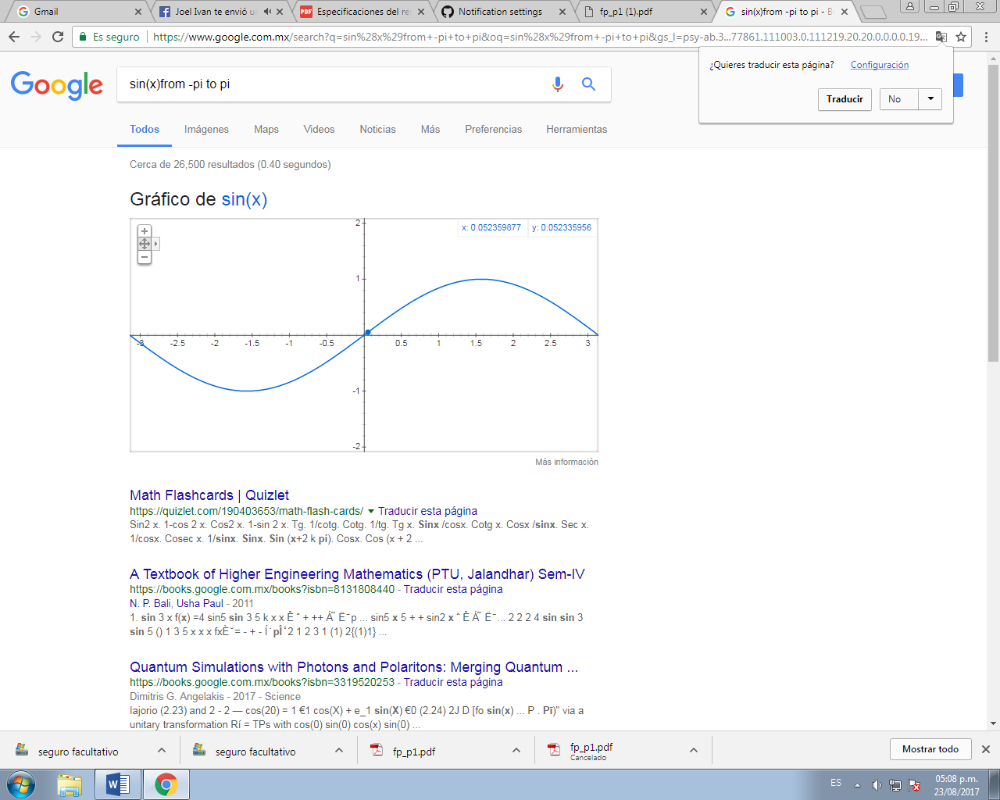 Gmail
Joel Ivan te envió u
Especificaciones del re
Notification settings
fp_p1 (1).pdf
sin(x)from -pi to pi - B
Es seguro
https://www.google.com.mx/search?q=sin%28x%29from+-pi+to+pi&oq=sin%28x%29from+-pi+to+pi&gs_l=psy-ab.3...77861.111003.0.111219.20.20.0.0.0.0.19...
¿Quieres traducir esta página? Configuración
Traducir No
Google
sin(x)from -pi to pi
Todos Imágenes Maps Videos Noticias Más Preferencias Herramientas
Cerca de 26,500 resultados (0.40 segundos)
Gráfico de sin(x)
x: 0.052359877 y: 0.052335956
2
1
-3 -2.5 -2 -1.5 -1 -0.5 0.5 1 1.5 2 2.5 3
-1
-2
Más información
Math Flashcards | Quizlet
https://quizlet.com/190403653/math-flash-cards/ Traducir esta página
Sin2 x. 1-cos 2 x. Cos2 x. 1-sin 2 x. Tg. 1/cotg. Cotg. 1/tg. Tg x. Sinx /cosx. Cotg x. Cosx /sinx. Sec x.
1/cosx. Cosec x. 1/sinx. Sinx. Sin (x+2 k pí). Cosx. Cos (x + 2 ...
A Textbook of Higher Engineering Mathematics (PTU, Jalandhar) Sem-IV
https://books.google.com.mx/books?isbn=8131808440 - Traducir esta página
N. P. Bali, Usha Paul - 2011
1. sin 3 x f(x) =4 sin5 sin 3 5 k x x Ê ˆ + ++ Á˜ Ë¯p ... sin5 x 5 + + sin2 x ˆ Ê Á˜ Ë¯... 2 2 2 4 sin sin 3
sin 5 () 1 3 5 x x x fxÈ˘= - + - Í˙pÎ˚2 1 2 3 1 (1) 2{(1)1} ...
Quantum Simulations with Photons and Polaritons: Merging Quantum ...
https://books.google.com.mx/books?isbn=3319520253 - Traducir esta página
Dimitris G. Angelakis - 2017 - Science
lajorio (2.23) and 2 - 2 — cos(20) = 1 €1 cos(X) + e_1 sin(X) €0 (2.24) 2J D [fo sin(x) ... P . Pī)" via a
unitary transformation Rí = TPs with cos(0) sin(0) cos(x) sin(0) ...
seguro facultativo
seguro facultativo
fp_p1.pdf
fp_p1.pdf
Cancelado
Mostrar todo
ES
05:08 p.m.
23/08/2017